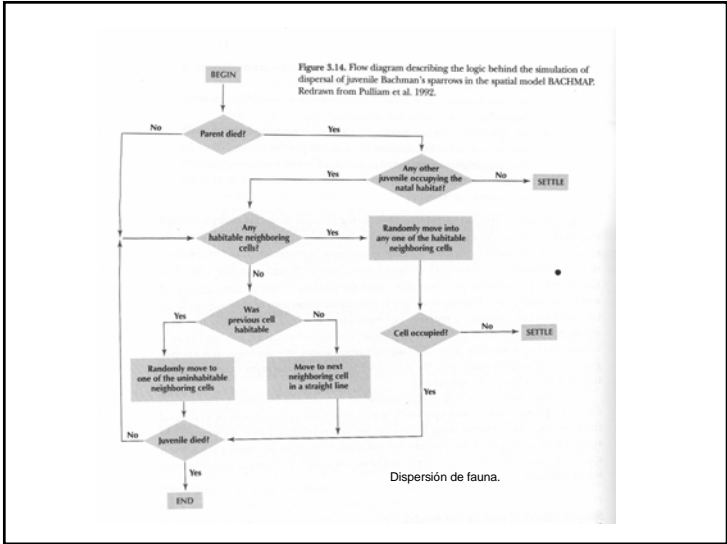 Figure 3.14. Flow diagram describing the logic behind the simulation of
dispersal of juvenile Bachman's sparrows in the spatial model BACHMAP.
Redrawn from Pulliam et al. 1992.
BEGIN
No
Parent died?
Yes
Any other
juvenile occupying the
natal habitat?
Yes
No
SETTLE
Any
habitable neighboring
cells?
Yes
Randomly move into
any one of the habitable
neighboring cells
No
Was
previous cell
habitable
Yes
No
Cell occupied?
No
SETTLE
Randomly move to
one of the uninhabitable
neighboring cells
Move to next
neighboring cell
in a straight line
Yes
No
Juvenile died?
Yes
END
Dispersión de fauna.